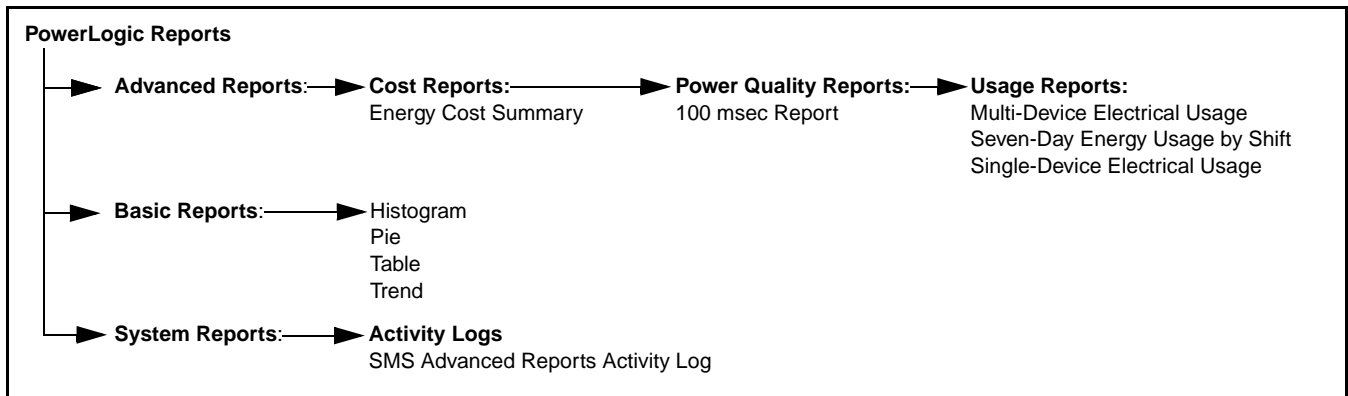 PowerLogic Reports
Advanced Reports: Cost Reports: Power Quality Reports: Usage Reports:
Energy Cost Summary 100 msec Report Multi-Device Electrical Usage
Seven-Day Energy Usage by Shift
Single-Device Electrical Usage
Basic Reports: Histogram
Pie
Table
Trend
System Reports: Activity Logs
SMS Advanced Reports Activity Log